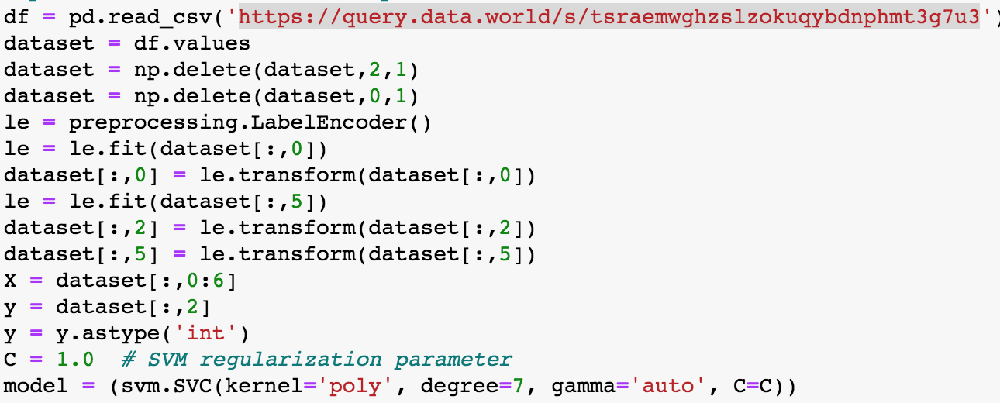 df = pd.read_csv('https://query.data.world/s/tsraemwghzslzokuqybdnphmt3g7u3')
dataset = df.values
dataset = np.delete(dataset,2,1)
dataset = np.delete(dataset,0,1)
le = preprocessing.LabelEncoder()
le = le.fit(dataset[:,0])
dataset[:,0] = le.transform(dataset[:,0])
le = le.fit(dataset[:,5])
dataset[:,2] = le.transform(dataset[:,2])
dataset[:,5] = le.transform(dataset[:,5])
X = dataset[:,0:6]
y = dataset[:,2]
y = y.astype('int')
C = 1.0  # SVM regularization parameter
model = (svm.SVC(kernel='poly', degree=7, gamma='auto', C=C))